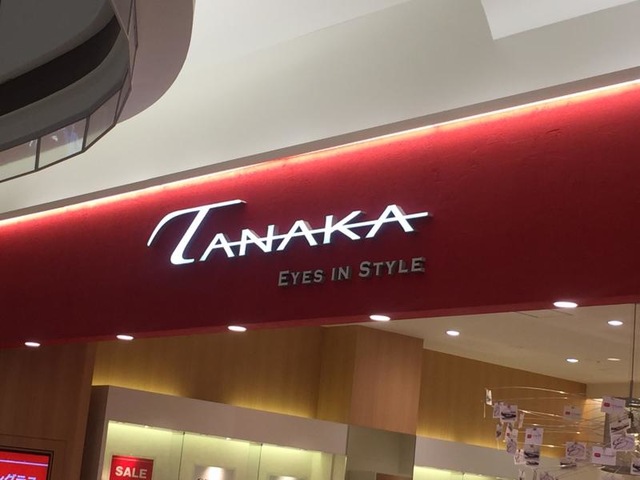 TANAKA
EYES IN STYLE
SALE